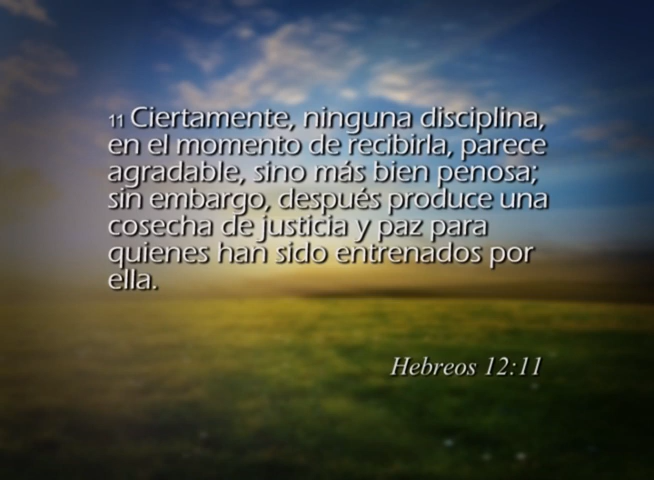 11 Ciertamente, ninguna disciplina,
en el momento de recibirla, parece
agradable, sino más bien penosa;
sin embargo, después produce una
cosecha de justicia y paz para
quienes han sido entrenados por
ella.
Hebreos 12:11